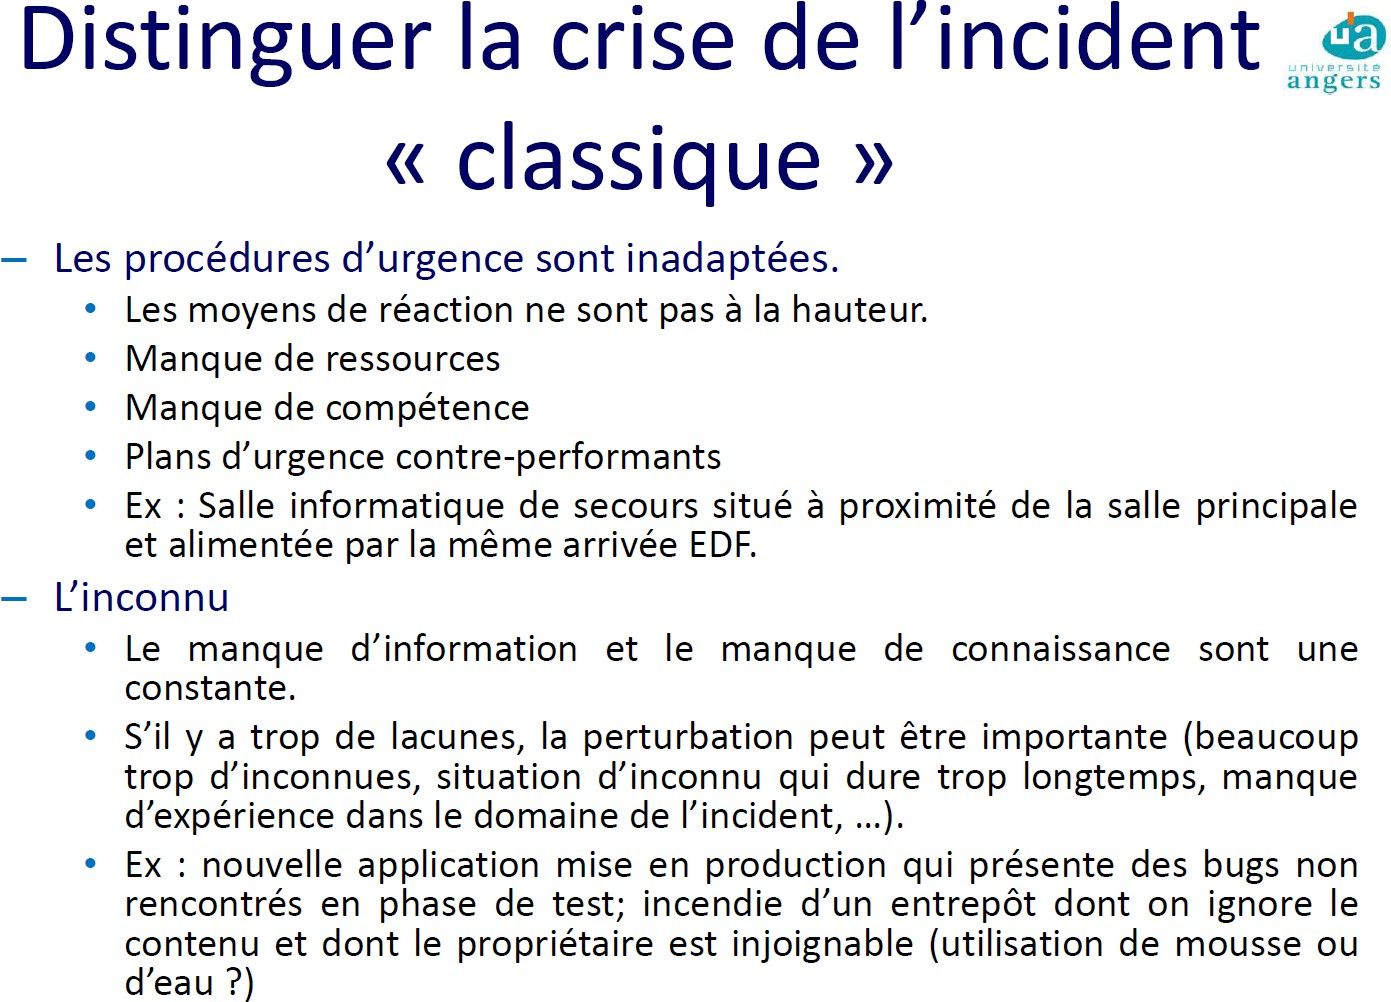 Distinguer la crise de l’incident
« classique »
université
angers
– Les procédures d’urgence sont inadaptées.
• Les moyens de réaction ne sont pas à la hauteur.
• Manque de ressources
• Manque de compétence
• Plans d’urgence contre-performants
• Ex : Salle informatique de secours situé à proximité de la salle principale
et alimentée par la même arrivée EDF.
– L’inconnu
• Le manque d’information et le manque de connaissance sont une
constante.
• S’il y a trop de lacunes, la perturbation peut être importante (beaucoup
trop d’inconnues, situation d’inconnu qui dure trop longtemps, manque
d’expérience dans le domaine de l’incident, …).
• Ex : nouvelle application mise en production qui présente des bugs non
rencontrés en phase de test; incendie d’un entrepôt dont on ignore le
contenu et dont le propriétaire est injoignable (utilisation de mousse ou
d’eau ?)